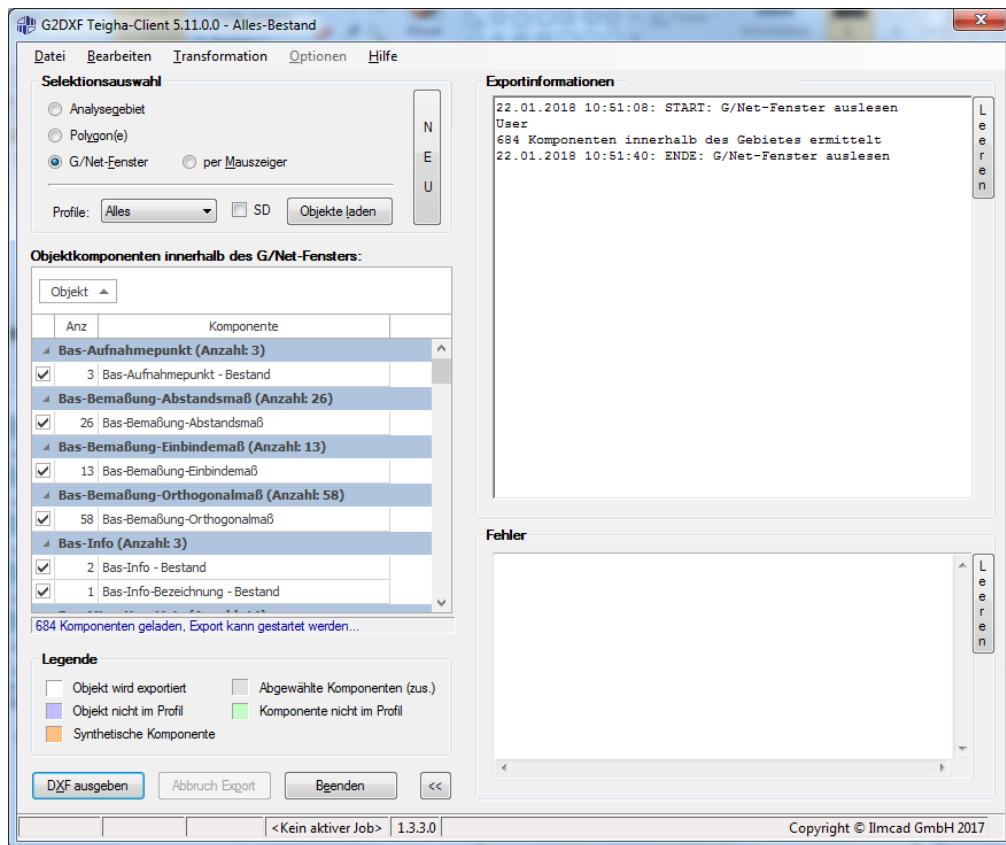 G2DXF Teigha-Client 5.11.0.0 - Alles-Bestand
Datei Bearbeiten Transformation Optionen Hilfe
Selektionsauswahl
Analysegebiet
Polygon(e)
G/Net-Fenster per Mauszeiger
N E U
Profile: Alles SD Objekte laden
Objektkomponenten innerhalb des G/Net-Fensters:
Objekt
Anz Komponente
Bas-Aufnahmepunkt (Anzahl: 3)
3 Bas-Aufnahmepunkt - Bestand
Bas-Bemaßung-Abstandsmaß (Anzahl: 26)
26 Bas-Bemaßung-Abstandsmaß
Bas-Bemaßung-Einbindemaß (Anzahl: 13)
13 Bas-Bemaßung-Einbindemaß
Bas-Bemaßung-Orthogonalmaß (Anzahl: 58)
58 Bas-Bemaßung-Orthogonalmaß
Bas-Info (Anzahl: 3)
2 Bas-Info - Bestand
1 Bas-Info-Bezeichnung - Bestand
684 Komponenten geladen, Export kann gestartet werden...
Legende
Objekt wird exportiert Abgewählte Komponenten (zus.)
Objekt nicht im Profil Komponente nicht im Profil
Synthetische Komponente
DXF ausgeben Abbruch Export Beenden <<
Exportinformationen
22.01.2018 10:51:08: START: G/Net-Fenster auslesen
User
684 Komponenten innerhalb des Gebietes ermittelt
22.01.2018 10:51:40: ENDE: G/Net-Fenster auslesen
L e e r e n
Fehler
L e e r e n
<Kein aktiver Job> 1.3.3.0 Copyright © Ilmcad GmbH 2017